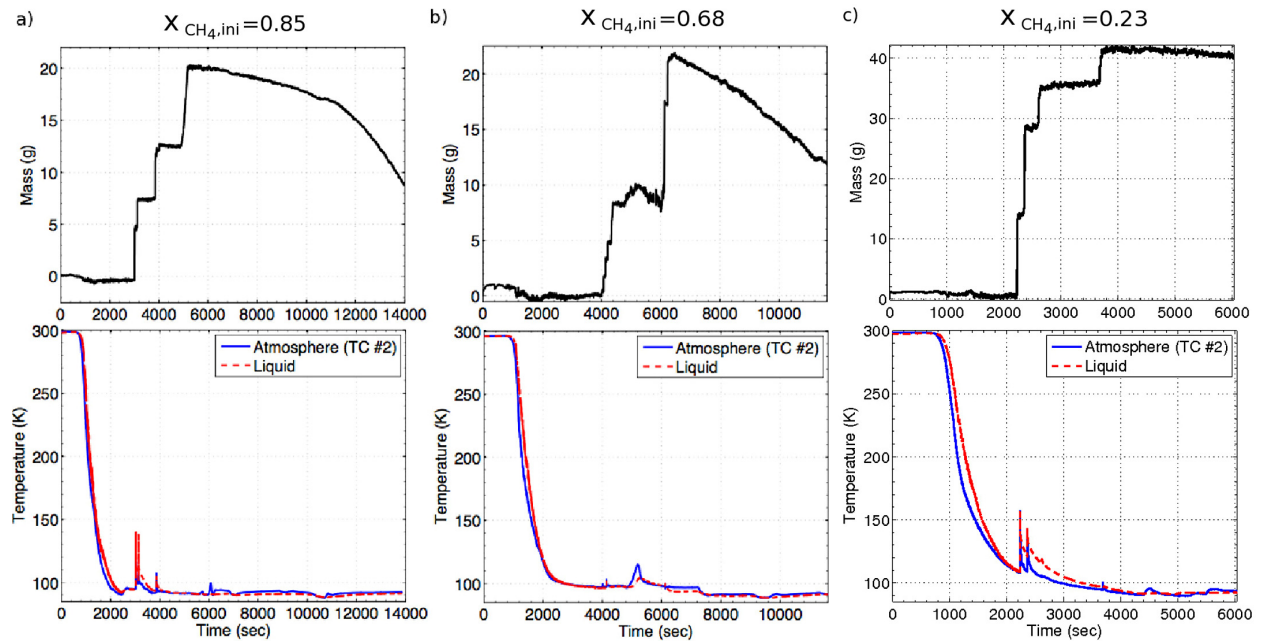 a) X CH4,ini=0.85
b) X CH4,ini=0.68
c) X CH4,ini=0.23
Mass (g)
20
15
10
5
0
0 2000 4000 6000 8000 10000 12000 14000
Mass (g)
20
15
10
5
0
0 2000 4000 6000 8000 10000
Mass (g)
40
30
20
10
0
0 1000 2000 3000 4000 5000 6000
Temperature (K)
300
250
200
150
100
Atmosphere (TC #2)
Liquid
0 2000 4000 6000 8000 10000 12000 14000
Time (sec)
Temperature (K)
300
250
200
150
100
Atmosphere (TC #2)
Liquid
0 2000 4000 6000 8000 10000
Time (sec)
Temperature (K)
300
250
200
150
100
Atmosphere (TC #2)
Liquid
0 1000 2000 3000 4000 5000 6000
Time (sec)